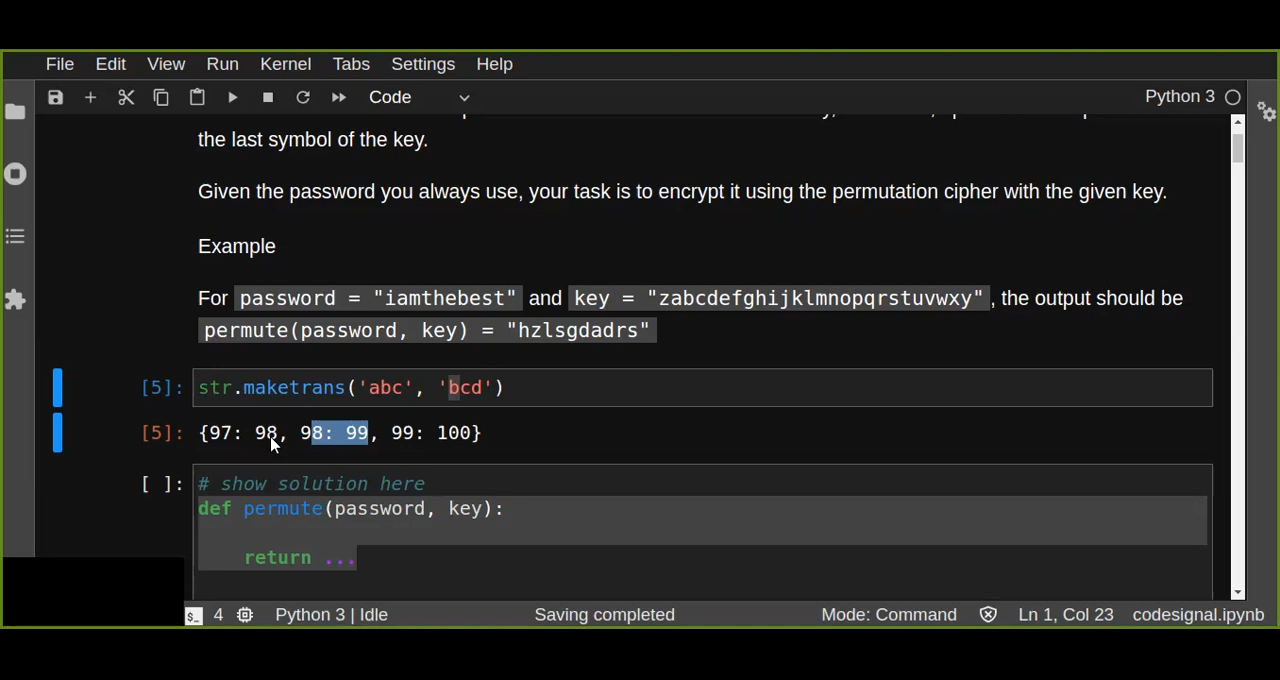 File Edit View Run Kernel Tabs Settings Help
Code Python 3
the last symbol of the key.
Given the password you always use, your task is to encrypt it using the permutation cipher with the given key.
Example
For password = "iamthebest" and key = "zabcdefghijklmnopqrstuvwxy", the output should be
permute(password, key) = "hzlsgdadrs"
[5]: str.maketrans('abc', 'bcd')
[5]: {97: 98, 98: 99, 99: 100}
[ ]: # show solution here
def permute(password, key):
return ...
$_ 4 Python 3 | Idle Saving completed Mode: Command Ln 1, Col 23 codesignal.ipynb